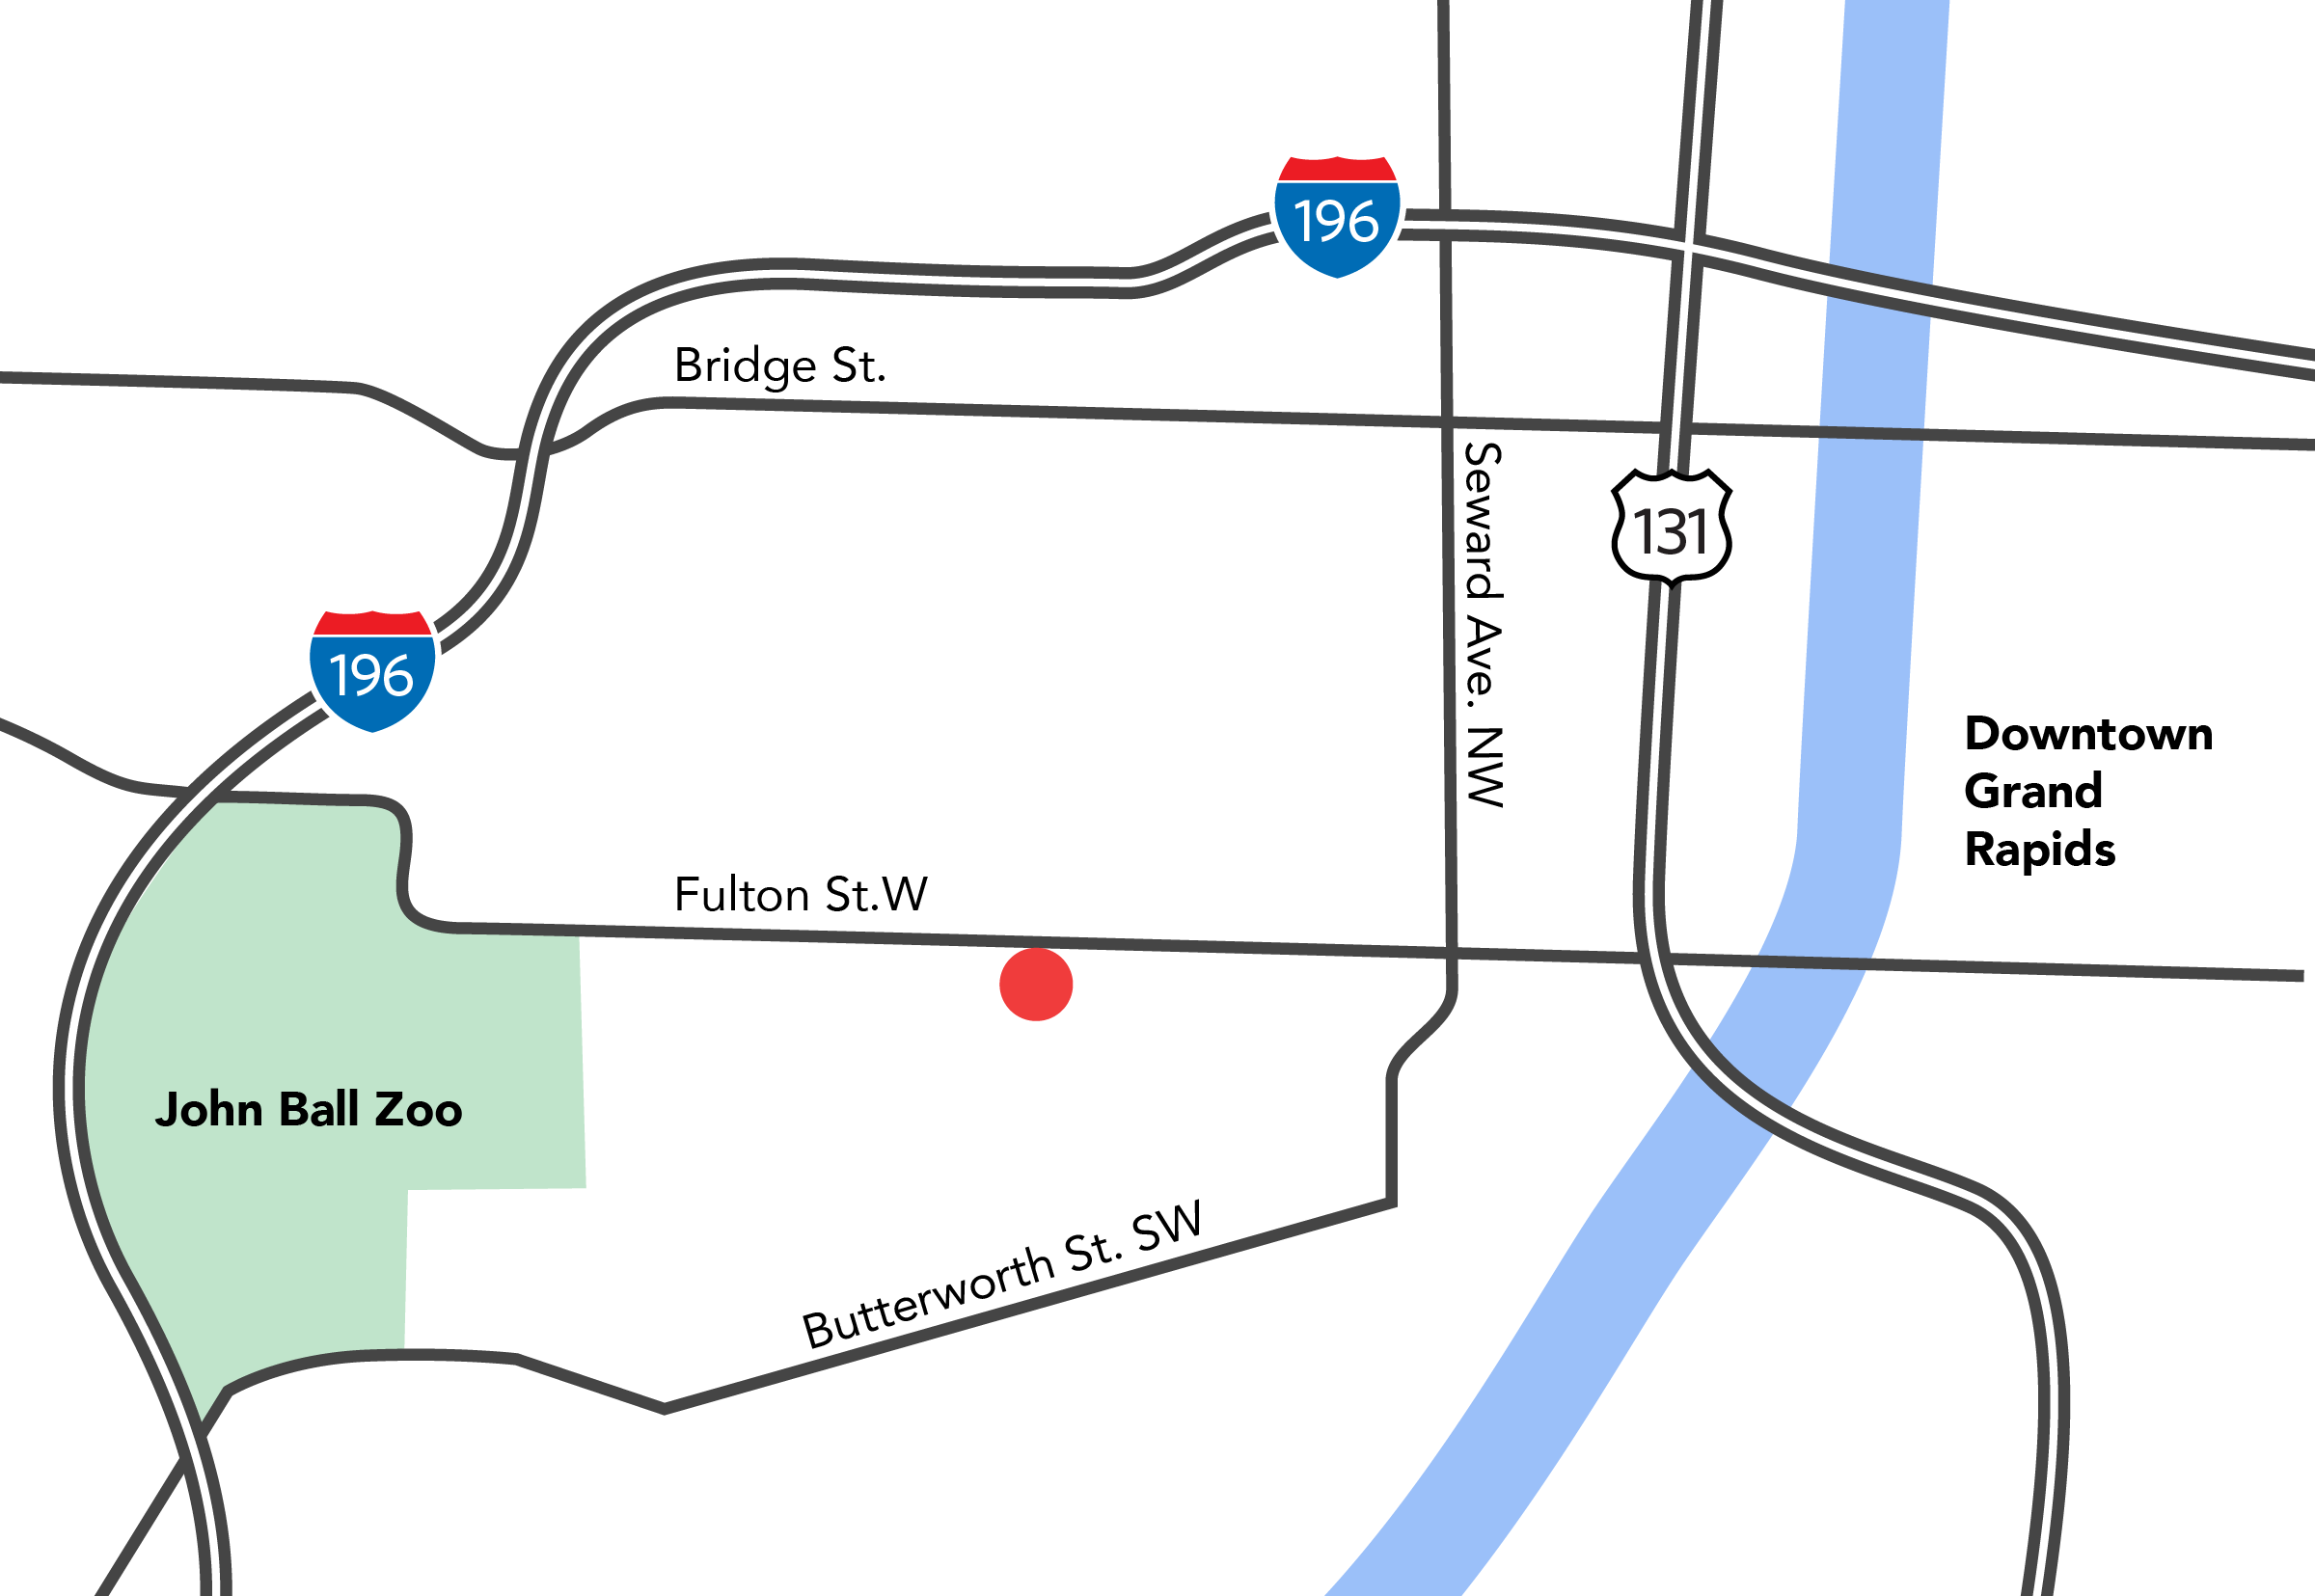 196
Bridge St.
Seward Ave. NW
131
196
Downtown
Grand
Rapids
Fulton St.W
John Ball Zoo
Butterworth St. SW